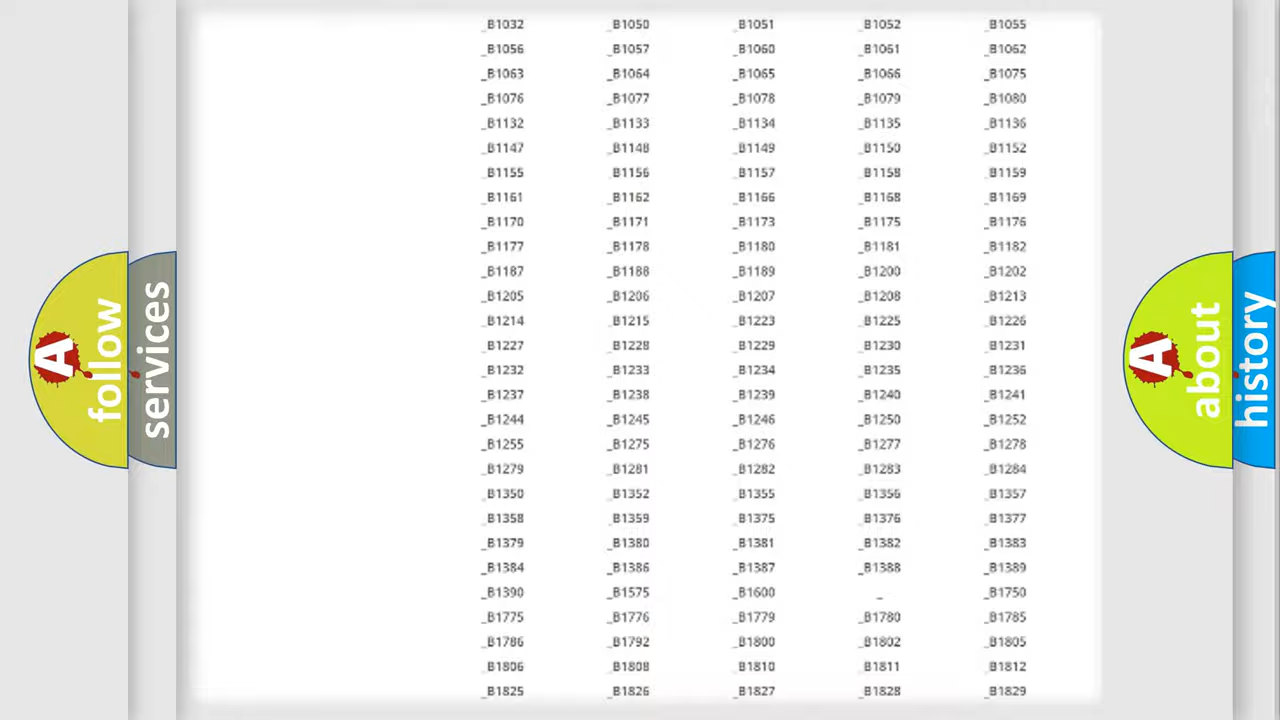 _B1032 _B1050 _B1051 _B1052 _B1055
_B1056 _B1057 _B1060 _B1061 _B1062
_B1063 _B1064 _B1065 _B1066 _B1075
_B1076 _B1077 _B1078 _B1079 _B1080
_B1132 _B1133 _B1134 _B1135 _B1136
_B1147 _B1148 _B1149 _B1150 _B1152
_B1155 _B1156 _B1157 _B1158 _B1159
_B1161 _B1162 _B1166 _B1168 _B1169
_B1170 _B1171 _B1173 _B1175 _B1176
_B1177 _B1178 _B1180 _B1181 _B1182
_B1187 _B1188 _B1189 _B1200 _B1202
_B1205 _B1206 _B1207 _B1208 _B1213
_B1214 _B1215 _B1223 _B1225 _B1226
_B1227 _B1228 _B1229 _B1230 _B1231
_B1232 _B1233 _B1234 _B1235 _B1236
_B1237 _B1238 _B1239 _B1240 _B1241
_B1244 _B1245 _B1246 _B1250 _B1252
_B1255 _B1275 _B1276 _B1277 _B1278
_B1279 _B1281 _B1282 _B1283 _B1284
_B1350 _B1352 _B1355 _B1356 _B1357
_B1358 _B1359 _B1375 _B1376 _B1377
_B1379 _B1380 _B1381 _B1382 _B1383
_B1384 _B1386 _B1387 _B1388 _B1389
_B1390 _B1575 _B1600 _ _B1750
_B1775 _B1776 _B1779 _B1780 _B1785
_B1786 _B1792 _B1800 _B1802 _B1805
_B1806 _B1808 _B1810 _B1811 _B1812
_B1825 _B1826 _B1827 _B1828 _B1829
A
follow
services
A
about
history